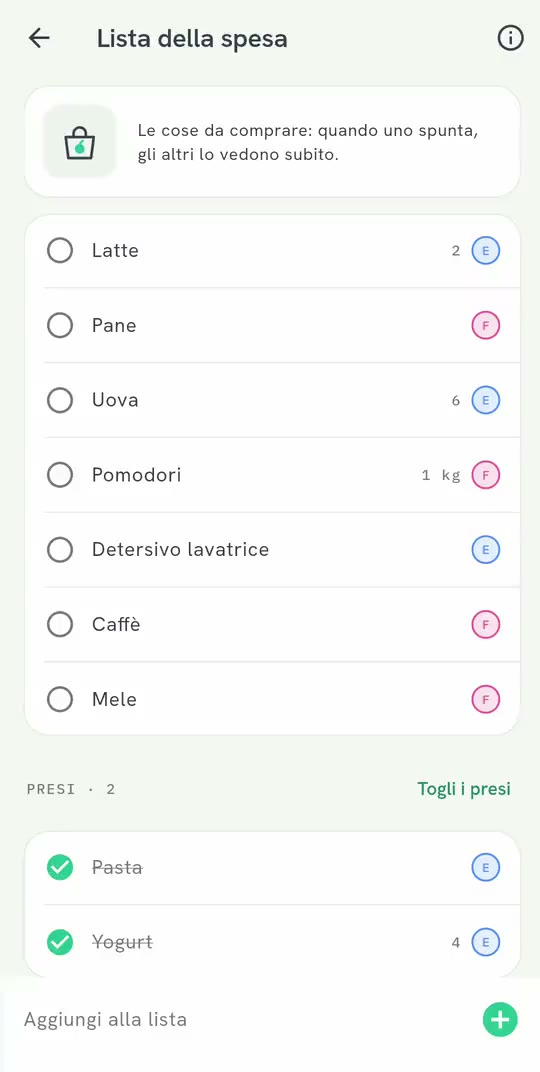 Lista della spesa
Le cose da comprare: quando uno spunta,
gli altri lo vedono subito.
Latte 2 E
Pane F
Uova 6 E
Pomodori 1 kg F
Detersivo lavatrice E
Caffè F
Mele F
PRESI · 2 Togli i presi
Pasta E
Yogurt 4 E
Aggiungi alla lista